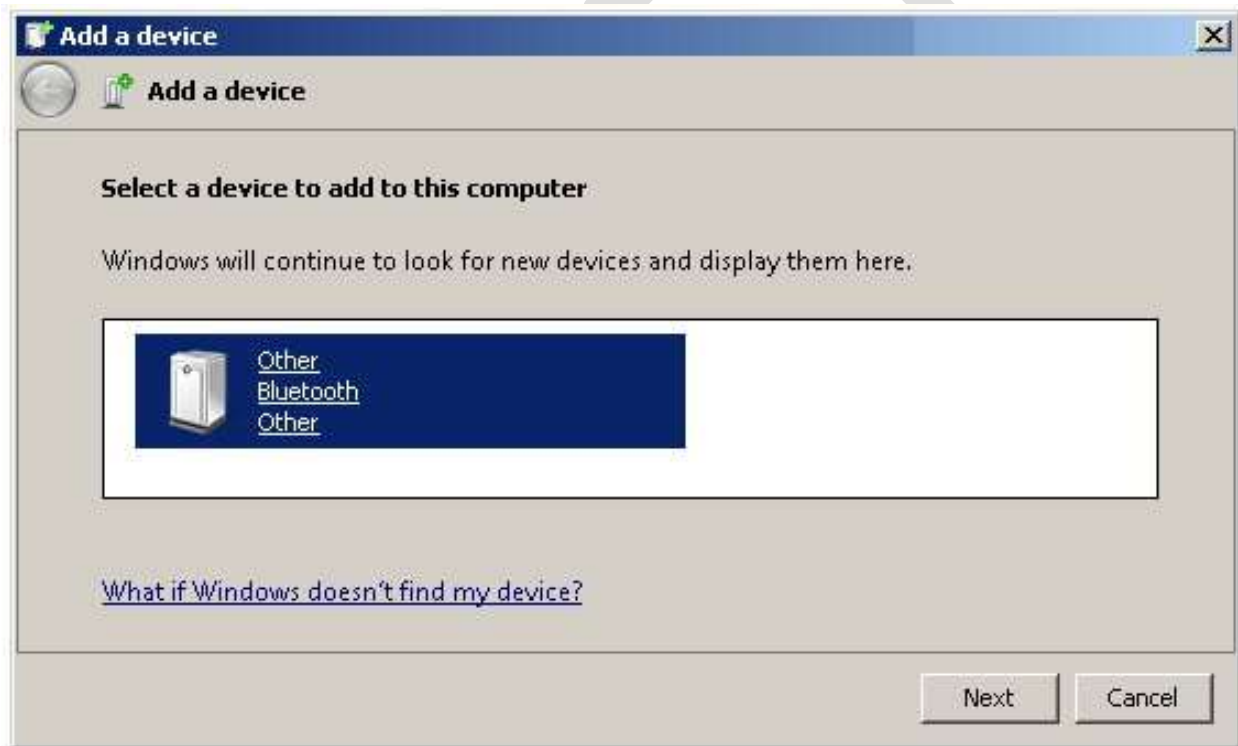 Add a device
Add a device
Select a device to add to this computer
Windows will continue to look for new devices and display them here.
Other
Bluetooth
Other
What if Windows doesn't find my device?
Next
Cancel